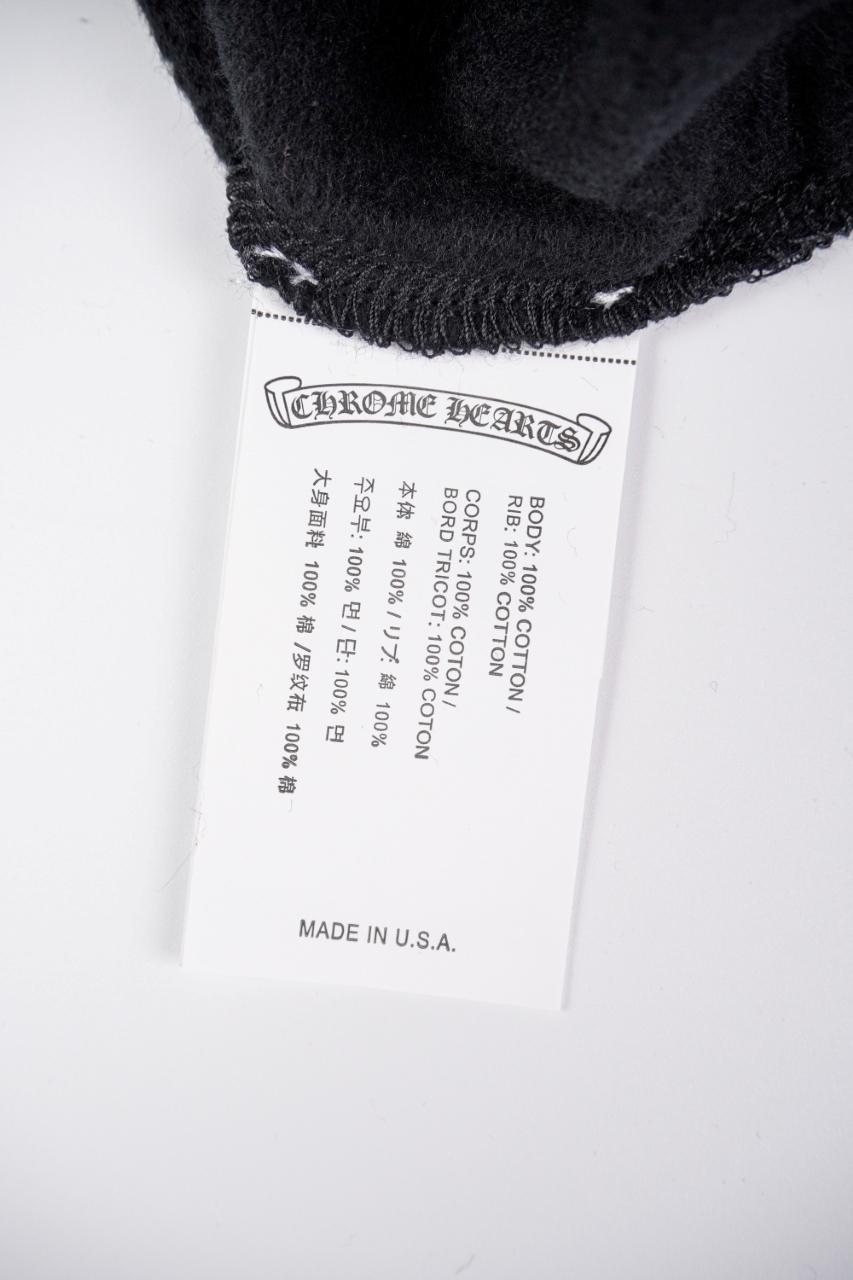 CHROME HEARTS
BODY: 100% COTTON /
RIB: 100% COTTON
CORPS: 100% COTON /
BORD TRICOT: 100% COTON
本体 綿 100% / リブ: 綿 100%
주요부: 100% 면 / 단: 100% 면
大身面料 100% 棉 /罗纹布 100% 棉
MADE IN U.S.A.